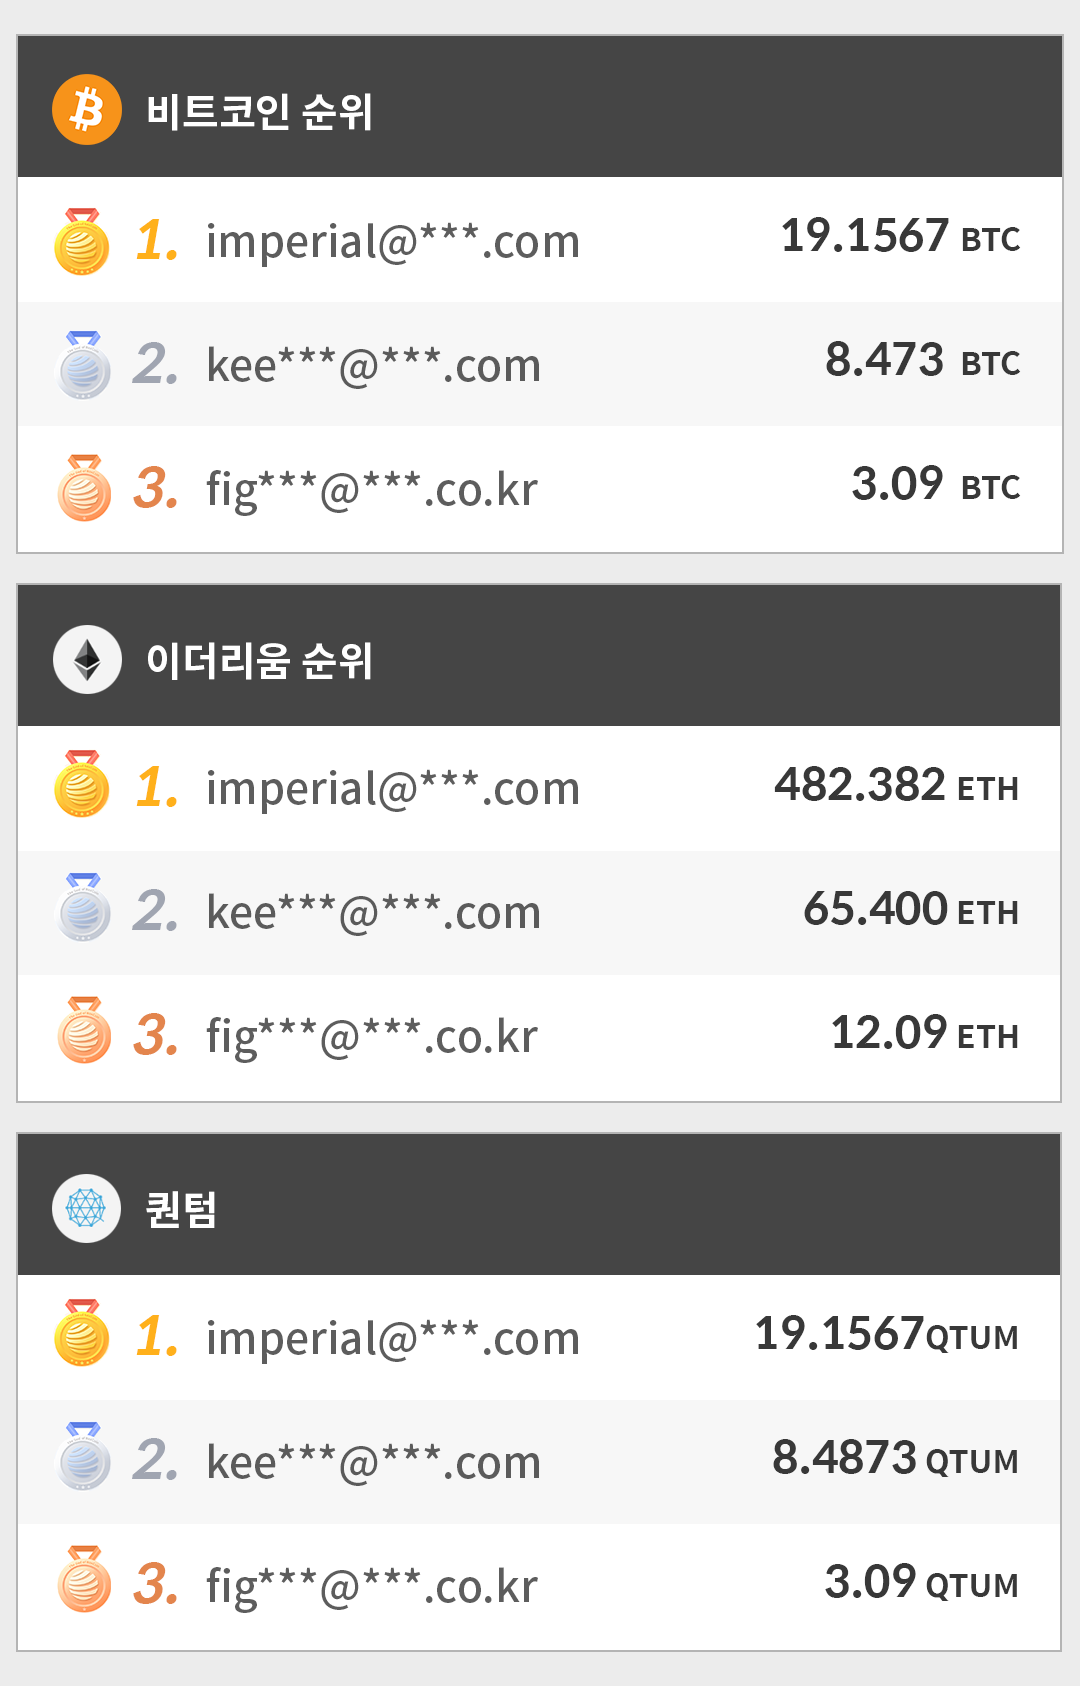 비트코인 순위
1. imperial@***.com 19.1567 BTC
2. kee***@***.com 8.473 BTC
3. fig***@***.co.kr 3.09 BTC
이더리움 순위
1. imperial@***.com 482.382 ETH
2. kee***@***.com 65.400 ETH
3. fig***@***.co.kr 12.09 ETH
퀀텀
1. imperial@***.com 19.1567QTUM
2. kee***@***.com 8.4873 QTUM
3. fig***@***.co.kr 3.09 QTUM